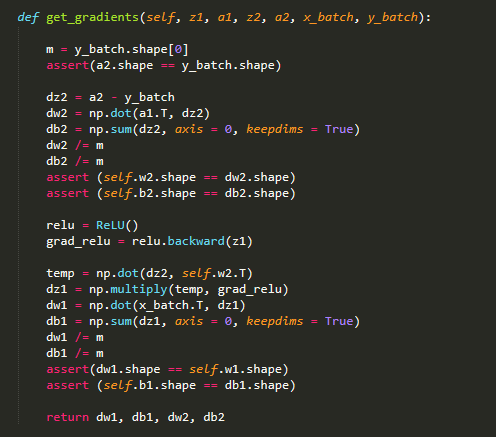 def get_gradients(self, z1, a1, z2, a2, x_batch, y_batch):
m = y_batch.shape[0]
assert(a2.shape == y_batch.shape)
dz2 = a2 - y_batch
dw2 = np.dot(a1.T, dz2)
db2 = np.sum(dz2, axis = 0, keepdims = True)
dw2 /= m
db2 /= m
assert (self.w2.shape == dw2.shape)
assert (self.b2.shape == db2.shape)
relu = ReLU()
grad_relu = relu.backward(z1)
temp = np.dot(dz2, self.w2.T)
dz1 = np.multiply(temp, grad_relu)
dw1 = np.dot(x_batch.T, dz1)
db1 = np.sum(dz1, axis = 0, keepdims = True)
dw1 /= m
db1 /= m
assert(dw1.shape == self.w1.shape)
assert (self.b1.shape == db1.shape)
return dw1, db1, dw2, db2